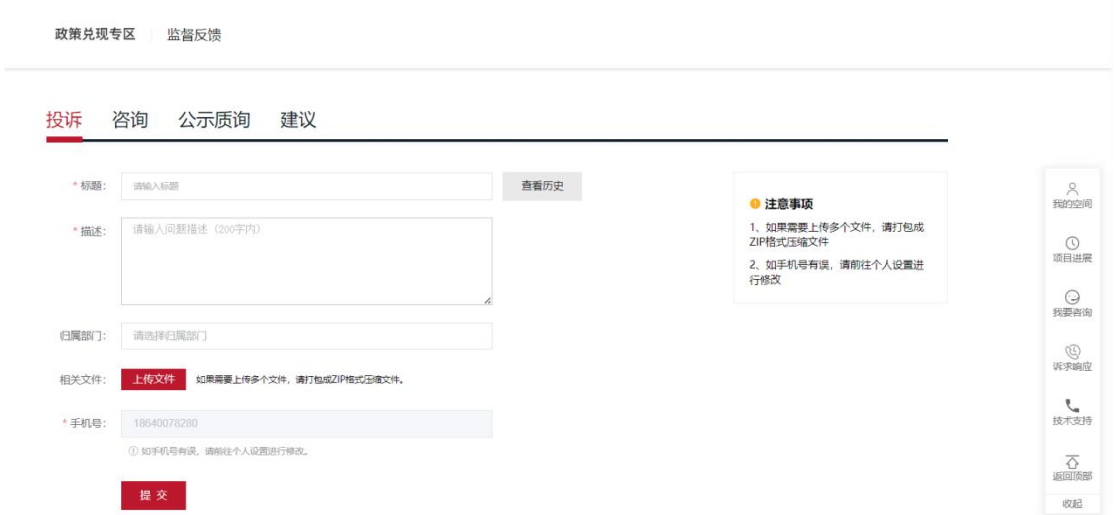 政策兑现专区 监督反馈
投诉 咨询 公示质询 建议
* 标题： 请输入标题 查看历史
* 描述： 请输入问题描述（200字内）
归属部门： 请选择归属部门
相关文件： 上传文件 如果需要上传多个文件，请打包成ZIP格式压缩文件。
* 手机号： 18640078280
① 如手机号有误，请前往个人设置进行修改。
提 交
注意事项
1、如果需要上传多个文件，请打包成
ZIP格式压缩文件
2、如手机号有误，请前往个人设置进
行修改
我的空间
项目进展
我要咨询
诉求响应
技术支持
返回顶部
收起